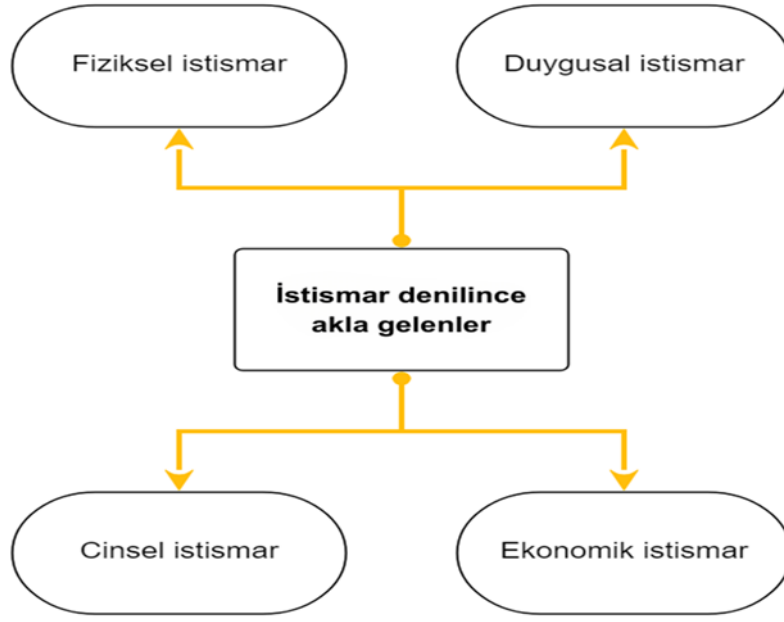 Fiziksel istismar
Duygusal istismar
İstismar denilince
akla gelenler
Cinsel istismar
Ekonomik istismar